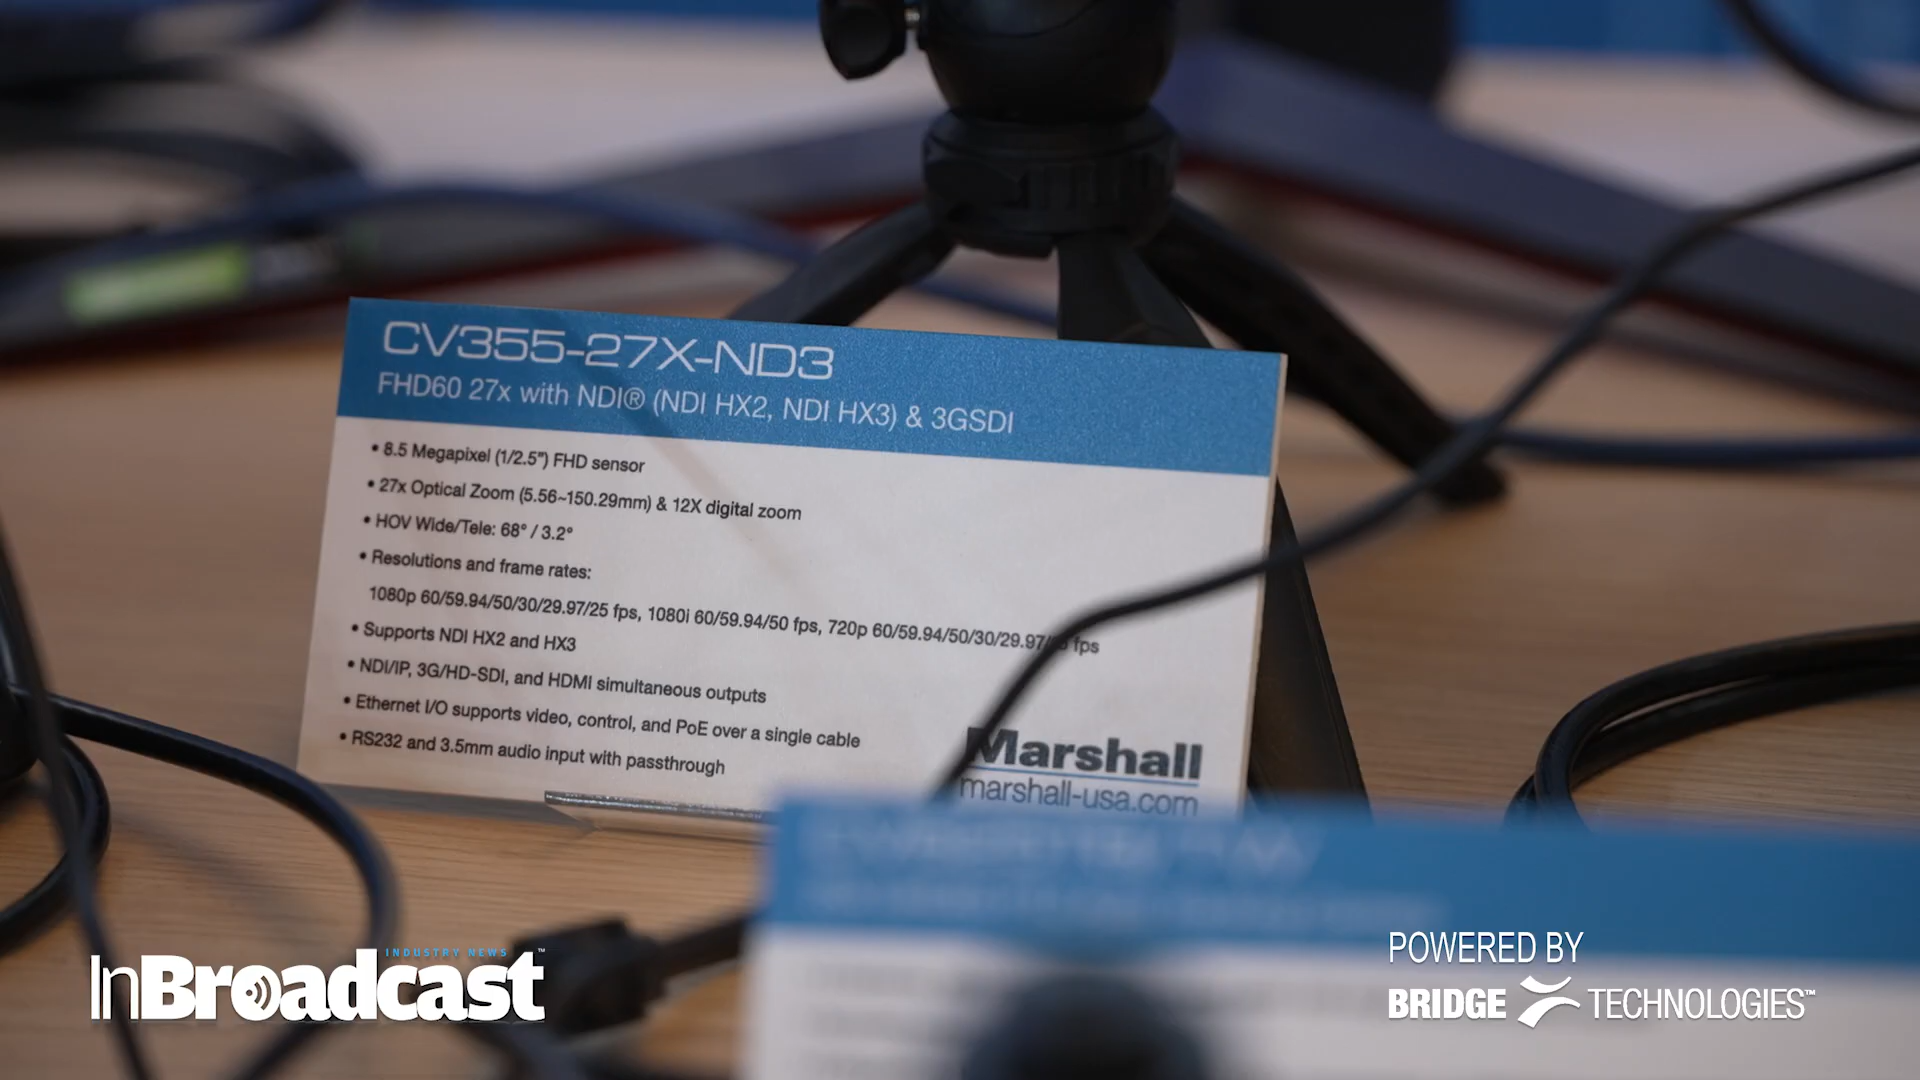 CV355-27X-ND3
FHD60 27x with NDI® (NDI HX2, NDI HX3) & 3GSDI
• 8.5 Megapixel (1/2.5") FHD sensor
• 27x Optical Zoom (5.56~150.29mm) & 12X digital zoom
• HOV Wide/Tele: 68° / 3.2°
• Resolutions and frame rates:
1080p 60/59.94/50/30/29.97/25 fps, 1080i 60/59.94/50 fps, 720p 60/59.94/50/30/29.97/ fps
• Supports NDI HX2 and HX3
• NDI/IP, 3G/HD-SDI, and HDMI simultaneous outputs
• Ethernet I/O supports video, control, and PoE over a single cable
• RS232 and 3.5mm audio input with passthrough
Marshall
marshall-usa.com
INDUSTRY NEWS
InBroadcast™
POWERED BY
BRIDGE TECHNOLOGIES™